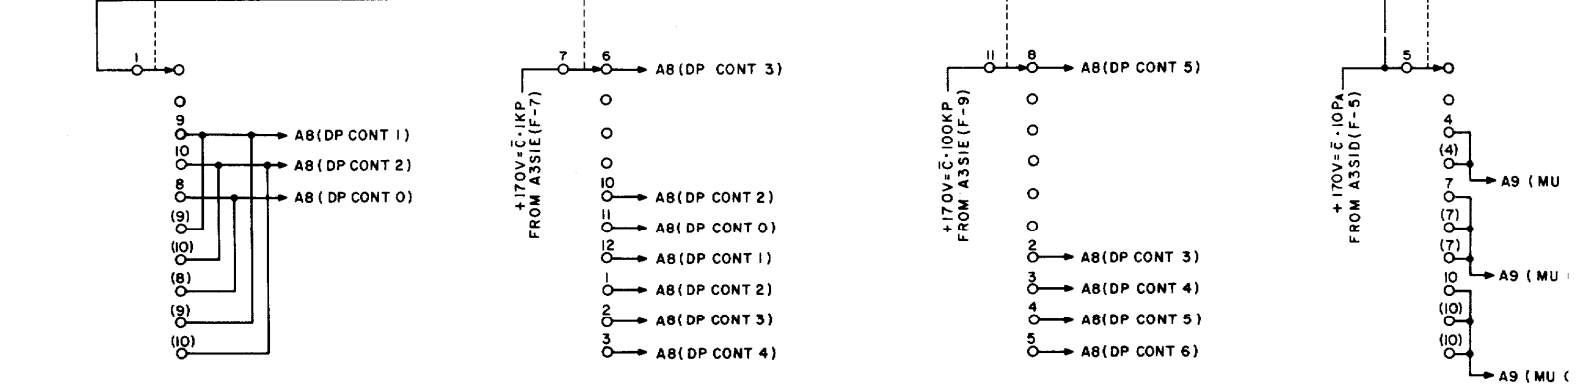 1
9
A8(DP CONT 1)
10
A8(DP CONT 2)
8
A8(DP CONT 0)
(9)
(10)
(8)
(9)
(10)
7
6
A8(DP CONT 3)
+170V=C̄·1KP
FROM A3S1E(F-7)
10
A8(DP CONT 2)
11
A8(DP CONT 0)
12
A8(DP CONT 1)
1
A8(DP CONT 2)
2
A8(DP CONT 3)
3
A8(DP CONT 4)
11
8
A8(DP CONT 5)
+170V=C̄·100KP
FROM A3S1E(F-9)
2
A8(DP CONT 3)
3
A8(DP CONT 4)
4
A8(DP CONT 5)
5
A8(DP CONT 6)
5
+170V=C̄·10PA
FROM A3S1D(F-5)
4
(4)
A9 (MU
7
(7)
(7)
A9 (MU
10
(10)
(10)
A9 (MU